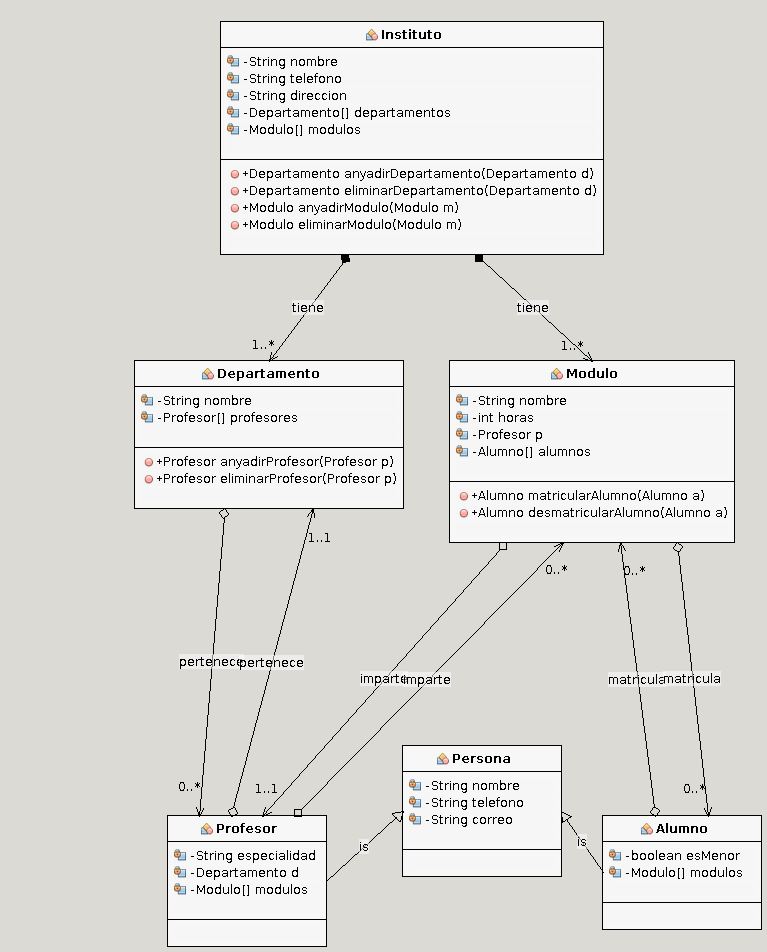 Instituto
-String nombre
-String telefono
-String direccion
-Departamento[] departamentos
-Modulo[] modulos
+Departamento anyadirDepartamento(Departamento d)
+Departamento eliminarDepartamento(Departamento d)
+Modulo anyadirModulo(Modulo m)
+Modulo eliminarModulo(Modulo m)
tiene
tiene
1..*
1..*
Departamento
-String nombre
-Profesor[] profesores
+Profesor anyadirProfesor(Profesor p)
+Profesor eliminarProfesor(Profesor p)
Modulo
-String nombre
-int horas
-Profesor p
-Alumno[] alumnos
+Alumno matricularAlumno(Alumno a)
+Alumno desmatricularAlumno(Alumno a)
1..1
0..*
0..*
pertenece
pertenece
imparte
imparte
matricula
matricula
0..*
1..1
0..*
Persona
-String nombre
-String telefono
-String correo
is
is
Profesor
-String especialidad
-Departamento d
-Modulo[] modulos
Alumno
-boolean esMenor
-Modulo[] modulos